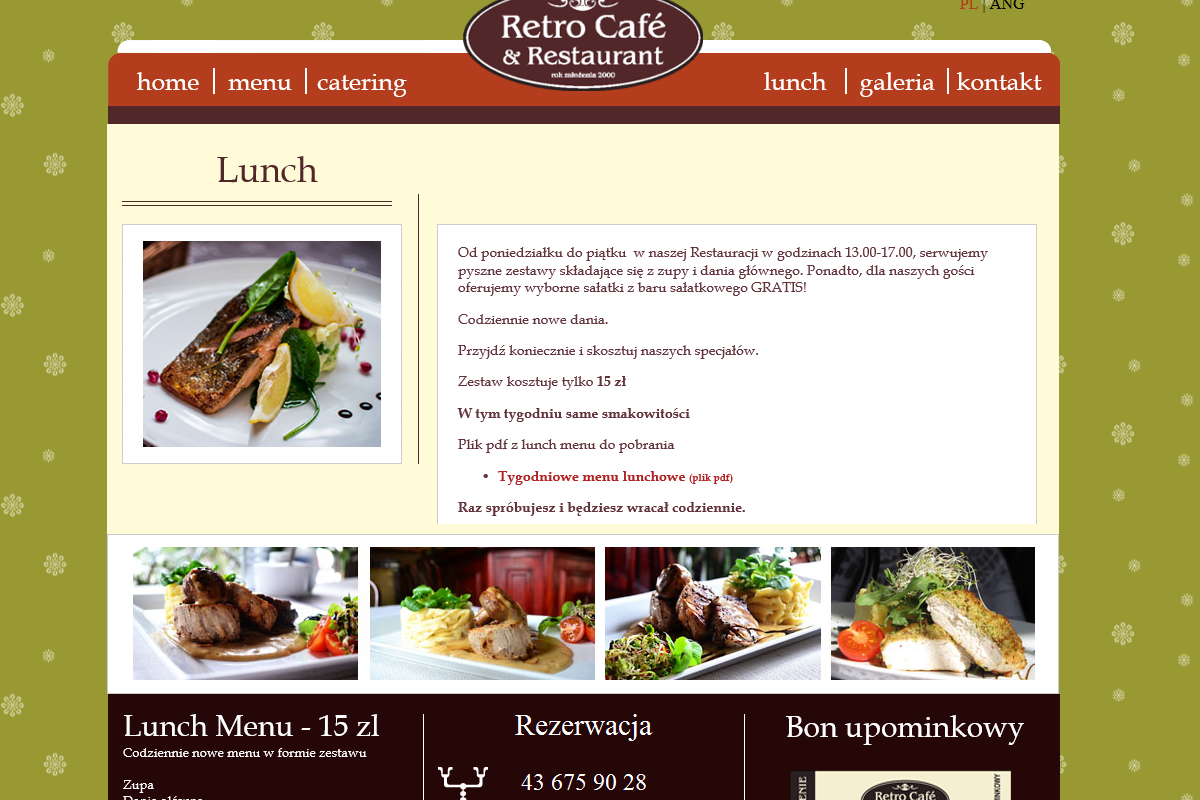 PL | ANG
Retro Café
& Restaurant
rok młożenia 2000
home menu catering
lunch galeria kontakt
Lunch
Od poniedziałku do piątku w naszej Restauracji w godzinach 13.00-17.00, serwujemy
pyszne zestawy składające się z zupy i dania głównego. Ponadto, dla naszych gości
oferujemy wyborne sałatki z baru sałatkowego GRATIS!
Codziennie nowe dania.
Przyjdź koniecznie i skosztuj naszych specjałów.
Zestaw kosztuje tylko 15 zł
W tym tygodniu same smakowitości
Plik pdf z lunch menu do pobrania
• Tygodniowe menu lunchowe (plik pdf)
Raz spróbujesz i będziesz wracał codziennie.
Lunch Menu - 15 zl
Codziennie nowe menu w formie zestawu
Zupa
Danie główne
Rezerwacja
43 675 90 28
Bon upominkowy
Retro Café